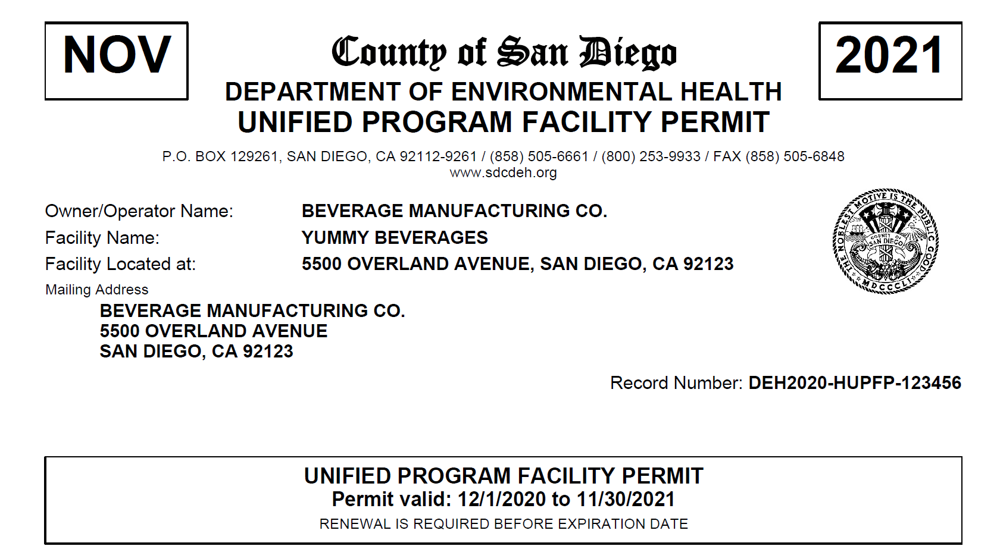 NOV
County of San Diego
2021
DEPARTMENT OF ENVIRONMENTAL HEALTH
UNIFIED PROGRAM FACILITY PERMIT
P.O. BOX 129261, SAN DIEGO, CA 92112-9261 / (858) 505-6661 / (800) 253-9933 / FAX (858) 505-6848
www.sdcdeh.org
Owner/Operator Name: BEVERAGE MANUFACTURING CO.
Facility Name: YUMMY BEVERAGES
Facility Located at: 5500 OVERLAND AVENUE, SAN DIEGO, CA 92123
THE NOBLEST MOTIVE IS THE PUBLIC GOOD
COUNTY OF
SAN DIEGO
MDCCCLI
Mailing Address
BEVERAGE MANUFACTURING CO.
5500 OVERLAND AVENUE
SAN DIEGO, CA 92123
Record Number: DEH2020-HUPFP-123456
UNIFIED PROGRAM FACILITY PERMIT
Permit valid: 12/1/2020 to 11/30/2021
RENEWAL IS REQUIRED BEFORE EXPIRATION DATE